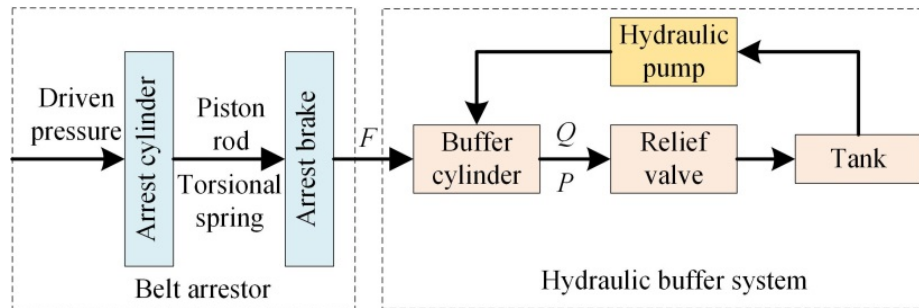 Driven
pressure
Arrest cylinder
Piston
rod
Torsional
spring
Arrest brake
Belt arrestor
F
Hydraulic
pump
Buffer
cylinder
Q
P
Relief
valve
Tank
Hydraulic buffer system